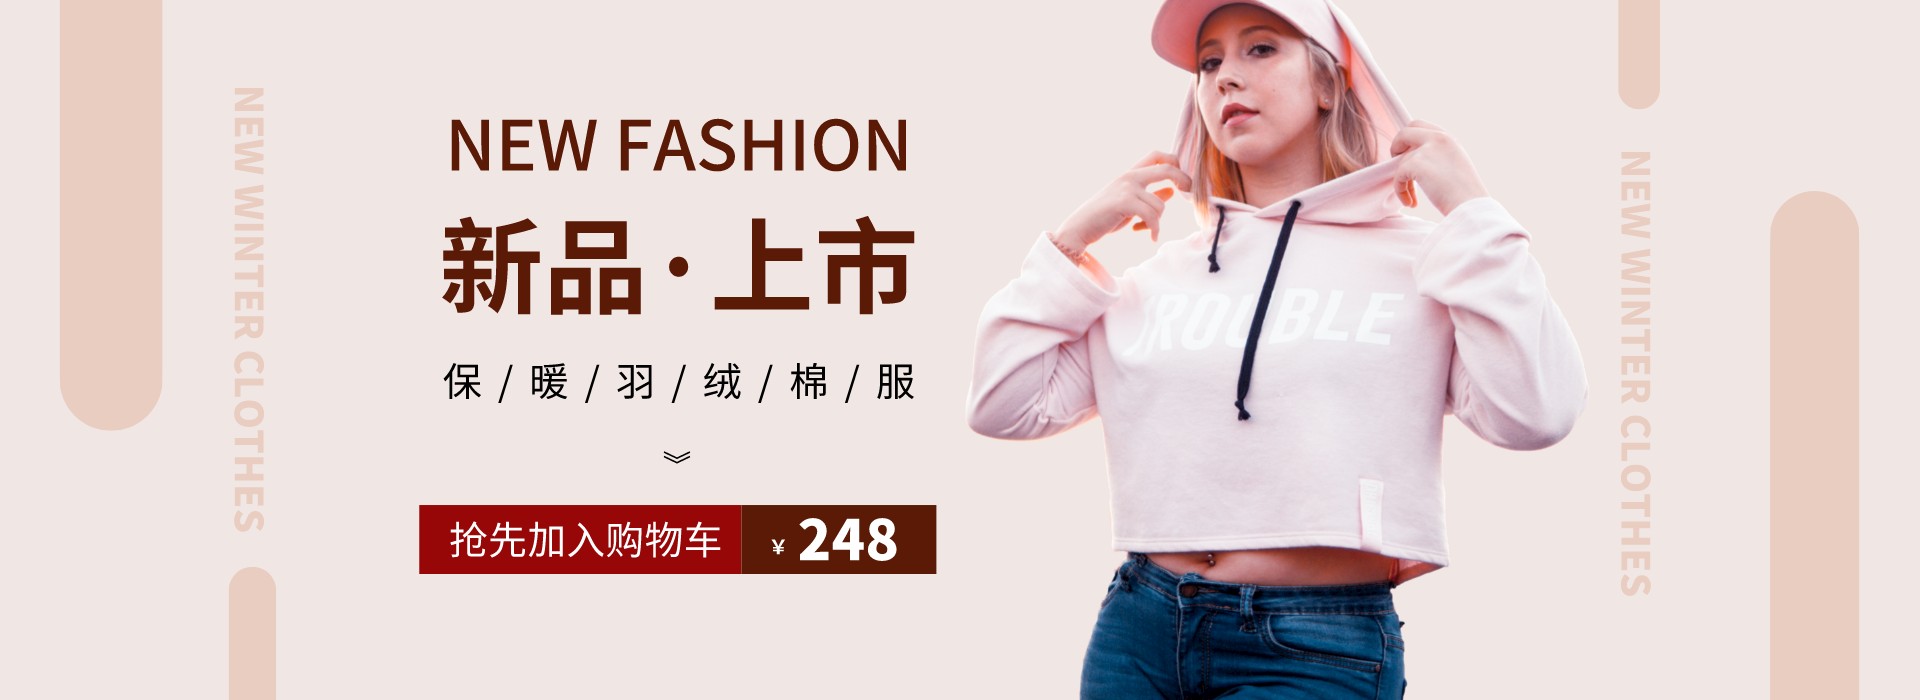 NEW WINTER CLOTHES
NEW FASHION
新品·上市
保/暖/羽/绒/棉/服
抢先加入购物车 ¥ 248
TROUBLE
NEW WINTER CLOTHES